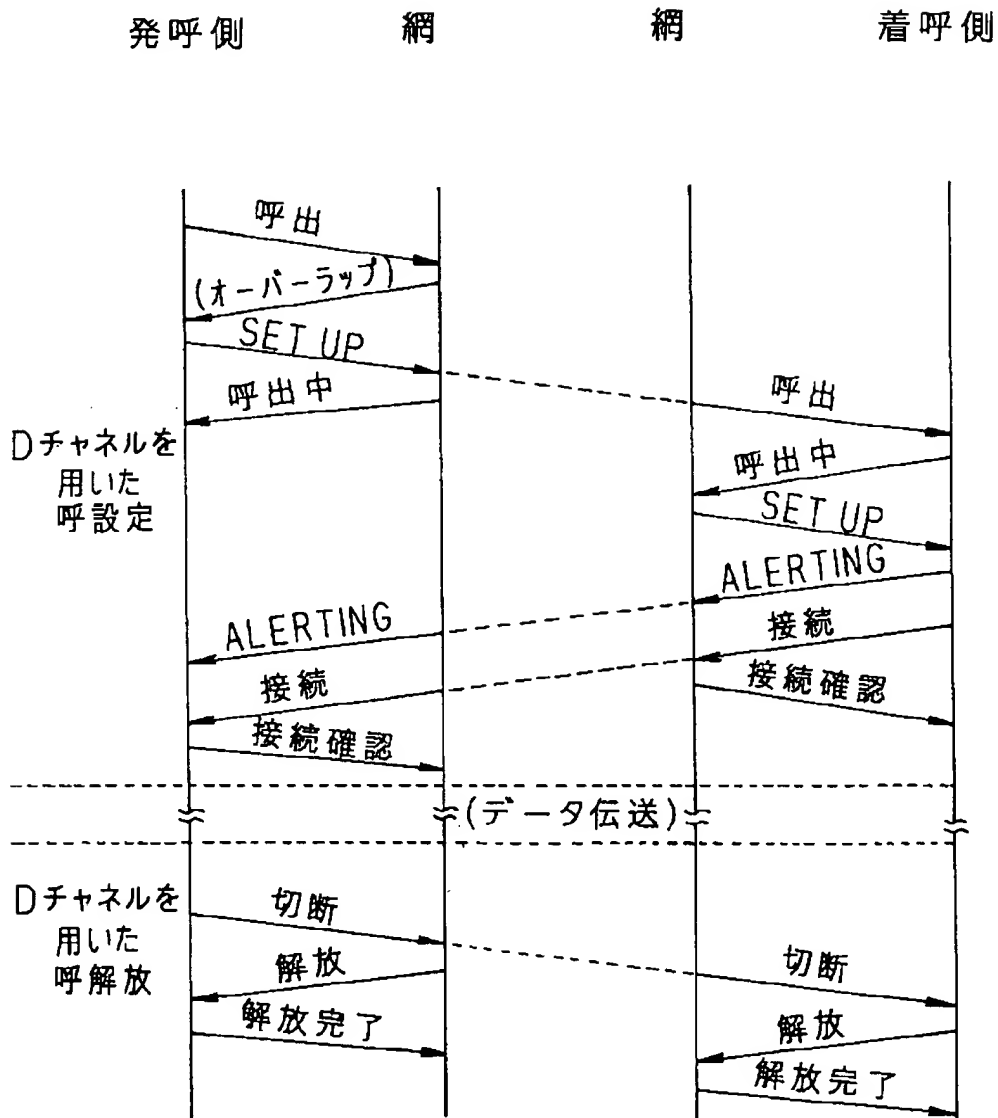 発呼側 網 網 着呼側
呼出
(オーバーラップ)
SET UP
呼出中
呼出
Dチャネルを
用いた
呼設定
呼出中
SET UP
ALERTING
ALERTING
接続
接続
接続確認
接続確認
(データ伝送)
Dチャネルを
用いた
呼解放
切断
解放
切断
解放完了
解放
解放完了